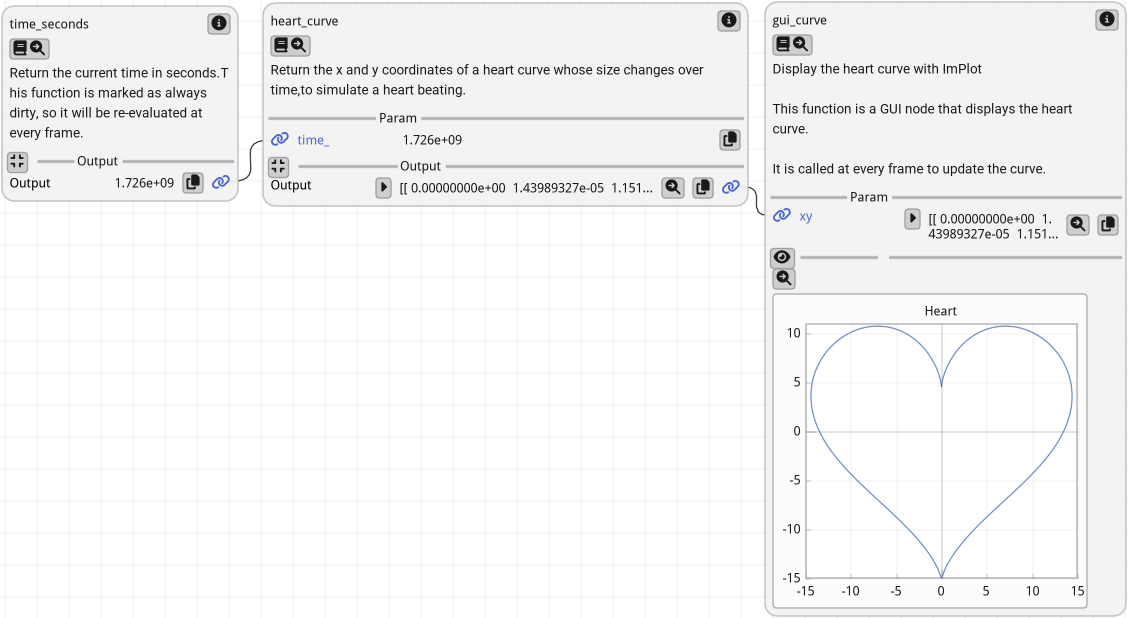 time_seconds
Return the current time in seconds.T
his function is marked as always
dirty, so it will be re-evaluated at
every frame.
Output
Output 1.726e+09
heart_curve
Return the x and y coordinates of a heart curve whose size changes over
time,to simulate a heart beating.
Param
time_ 1.726e+09
Output
Output [[ 0.00000000e+00 1.43989327e-05 1.151...
gui_curve
Display the heart curve with ImPlot
This function is a GUI node that displays the heart
curve.
It is called at every frame to update the curve.
Param
xy [[ 0.00000000e+00 1.
43989327e-05 1.151...
Heart
10
5
0
-5
-10
-15
-15 -10 -5 0 5 10 15